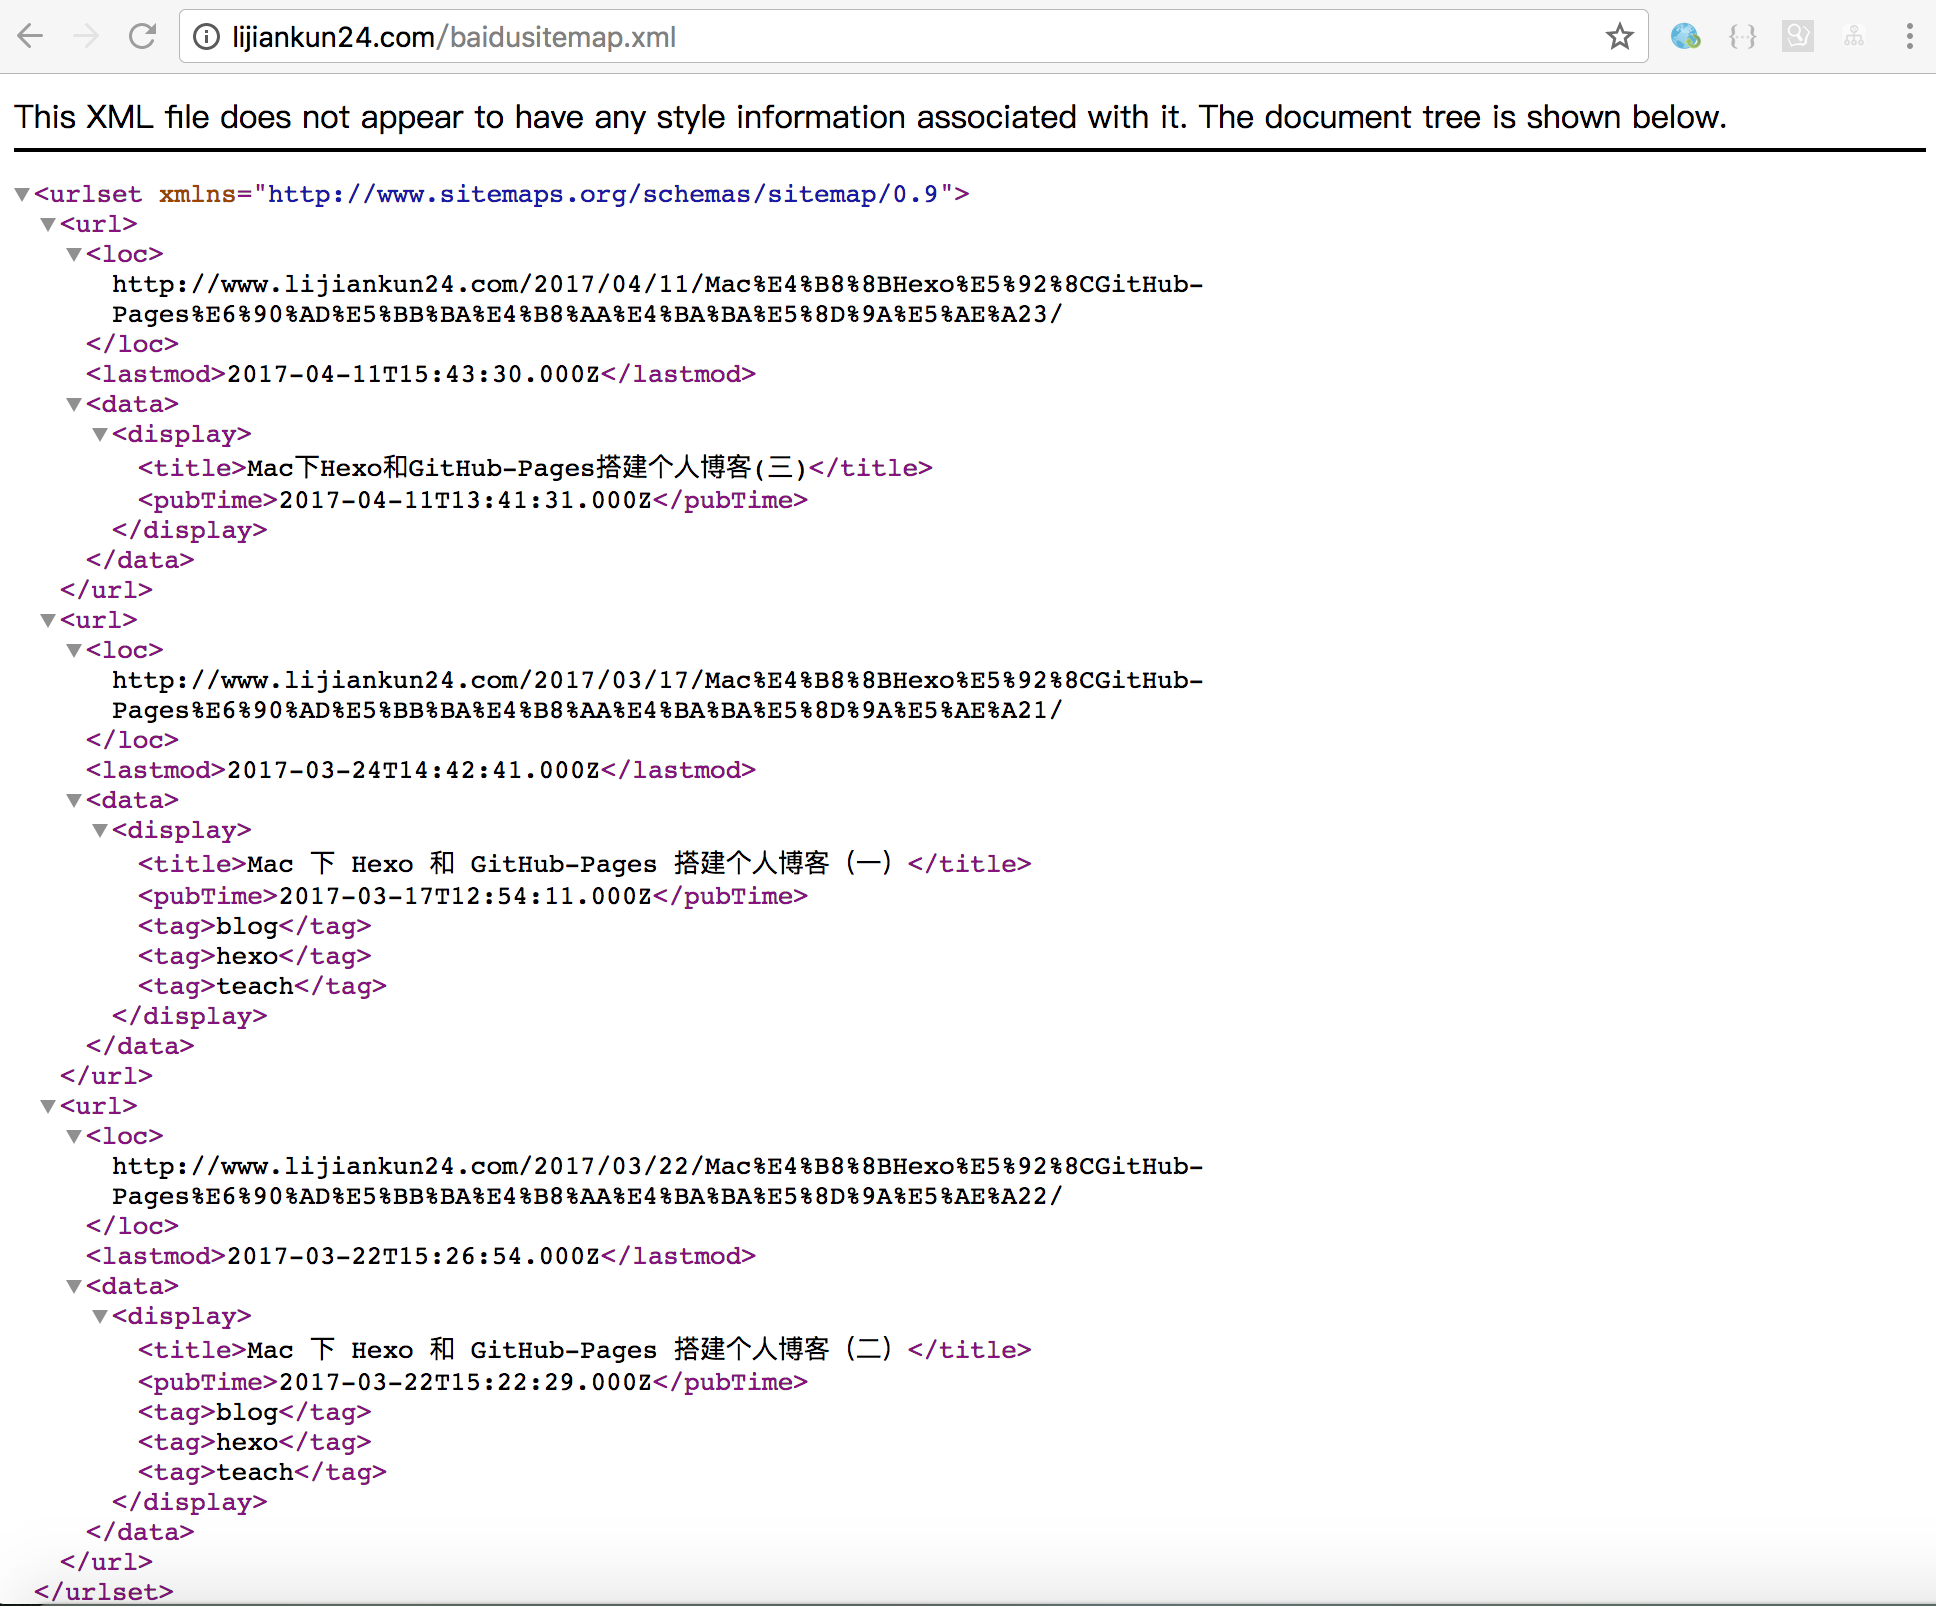 lijiankun24.com/baidusitemap.xml
This XML file does not appear to have any style information associated with it. The document tree is shown below.
<urlset xmlns="http://www.sitemaps.org/schemas/sitemap/0.9">
<url>
<loc>
http://www.lijiankun24.com/2017/04/11/Mac%E4%B8%8BHexo%E5%92%8CGitHub-
Pages%E6%90%AD%E5%BB%BA%E4%B8%AA%E4%BA%BA%E5%8D%9A%E5%AE%A23/
</loc>
<lastmod>2017-04-11T15:43:30.000Z</lastmod>
<data>
<display>
<title>Mac下Hexo和GitHub-Pages搭建个人博客(三)</title>
<pubTime>2017-04-11T13:41:31.000Z</pubTime>
</display>
</data>
</url>
<url>
<loc>
http://www.lijiankun24.com/2017/03/17/Mac%E4%B8%8BHexo%E5%92%8CGitHub-
Pages%E6%90%AD%E5%BB%BA%E4%B8%AA%E4%BA%BA%E5%8D%9A%E5%AE%A21/
</loc>
<lastmod>2017-03-24T14:42:41.000Z</lastmod>
<data>
<display>
<title>Mac 下 Hexo 和 GitHub-Pages 搭建个人博客（一）</title>
<pubTime>2017-03-17T12:54:11.000Z</pubTime>
<tag>blog</tag>
<tag>hexo</tag>
<tag>teach</tag>
</display>
</data>
</url>
<url>
<loc>
http://www.lijiankun24.com/2017/03/22/Mac%E4%B8%8BHexo%E5%92%8CGitHub-
Pages%E6%90%AD%E5%BB%BA%E4%B8%AA%E4%BA%BA%E5%8D%9A%E5%AE%A22/
</loc>
<lastmod>2017-03-22T15:26:54.000Z</lastmod>
<data>
<display>
<title>Mac 下 Hexo 和 GitHub-Pages 搭建个人博客（二）</title>
<pubTime>2017-03-22T15:22:29.000Z</pubTime>
<tag>blog</tag>
<tag>hexo</tag>
<tag>teach</tag>
</display>
</data>
</url>
</urlset>